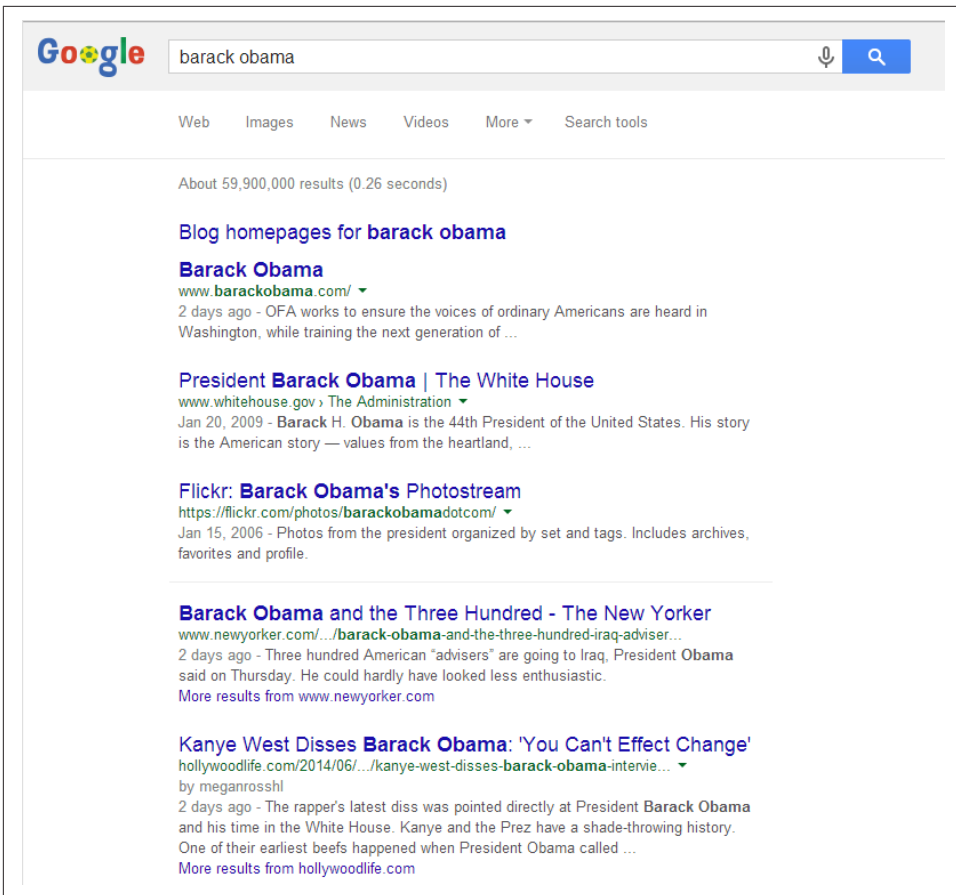 Google
barack obama
Web Images News Videos More Search tools
About 59,900,000 results (0.26 seconds)
Blog homepages for barack obama
Barack Obama
www.barackobama.com/
2 days ago - OFA works to ensure the voices of ordinary Americans are heard in
Washington, while training the next generation of ...
President Barack Obama | The White House
www.whitehouse.gov › The Administration
Jan 20, 2009 - Barack H. Obama is the 44th President of the United States. His story
is the American story — values from the heartland, ...
Flickr: Barack Obama's Photostream
https://flickr.com/photos/barackobamadotcom/
Jan 15, 2006 - Photos from the president organized by set and tags. Includes archives,
favorites and profile.
Barack Obama and the Three Hundred - The New Yorker
www.newyorker.com/.../barack-obama-and-the-three-hundred-iraq-adviser...
2 days ago - Three hundred American “advisers” are going to Iraq, President Obama
said on Thursday. He could hardly have looked less enthusiastic.
More results from www.newyorker.com
Kanye West Disses Barack Obama: 'You Can't Effect Change'
hollywoodlife.com/2014/06/.../kanye-west-disses-barack-obama-intervie...
by meganrosshl
2 days ago - The rapper's latest diss was pointed directly at President Barack Obama
and his time in the White House. Kanye and the Prez have a shade-throwing history.
One of their earliest beefs happened when President Obama called ...
More results from hollywoodlife.com